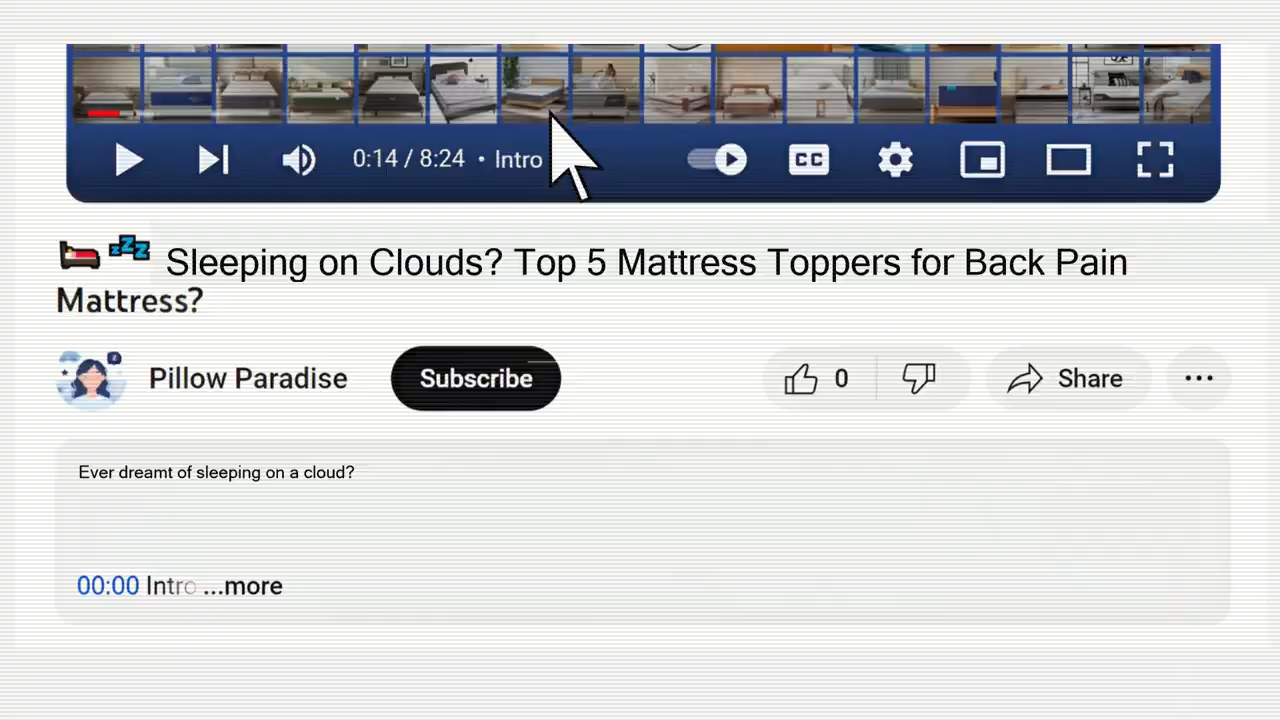 0:14 / 8:24 • Intro
CC
Sleeping on Clouds? Top 5 Mattress Toppers for Back Pain
Mattress?
Pillow Paradise
Subscribe
0
Share
Ever dreamt of sleeping on a cloud?
00:00 Intro ...more